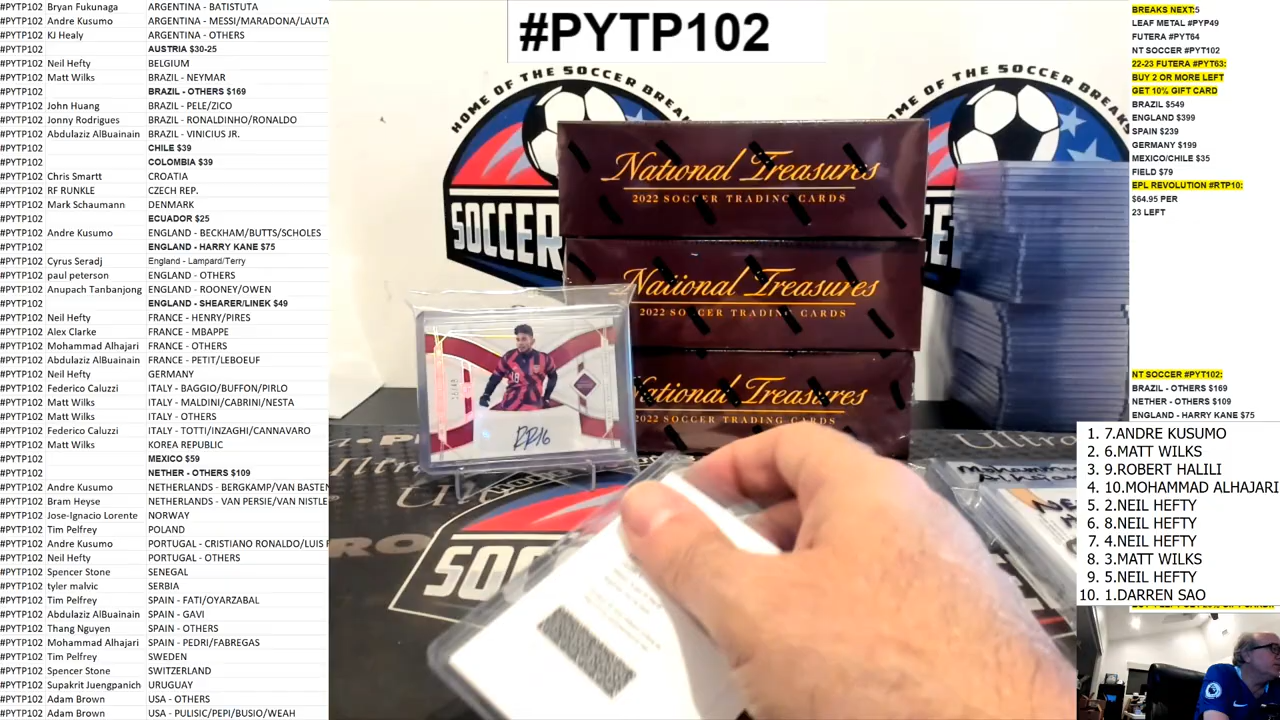 #PYTP102 Bryan Fukunaga ARGENTINA - BATISTUTA
#PYTP102 Andre Kusumo ARGENTINA - MESSI/MARADONA/LAUTA
#PYTP102 KJ Healy ARGENTINA - OTHERS
#PYTP102 AUSTRIA $30-25
#PYTP102 Neil Hefty BELGIUM
#PYTP102 Matt Wilks BRAZIL - NEYMAR
#PYTP102 BRAZIL - OTHERS $169
#PYTP102 John Huang BRAZIL - PELE/ZICO
#PYTP102 Jonny Rodrigues BRAZIL - RONALDINHO/RONALDO
#PYTP102 Abdulaziz AlBuainain BRAZIL - VINICIUS JR.
#PYTP102 CHILE $39
#PYTP102 COLOMBIA $39
#PYTP102 Chris Smartt CROATIA
#PYTP102 RF RUNKLE CZECH REP.
#PYTP102 Mark Schaumann DENMARK
#PYTP102 ECUADOR $25
#PYTP102 Andre Kusumo ENGLAND - BECKHAM/BUTTS/SCHOLES
#PYTP102 ENGLAND - HARRY KANE $75
#PYTP102 Cyrus Seradj England - Lampard/Terry
#PYTP102 paul peterson ENGLAND - OTHERS
#PYTP102 Anupach Tanbanjong ENGLAND - ROONEY/OWEN
#PYTP102 ENGLAND - SHEARER/LINEK $49
#PYTP102 Neil Hefty FRANCE - HENRY/PIRES
#PYTP102 Alex Clarke FRANCE - MBAPPE
#PYTP102 Mohammad Alhajari FRANCE - OTHERS
#PYTP102 Abdulaziz AlBuainain FRANCE - PETIT/LEBOEUF
#PYTP102 Neil Hefty GERMANY
#PYTP102 Federico Caluzzi ITALY - BAGGIO/BUFFON/PIRLO
#PYTP102 Matt Wilks ITALY - MALDINI/CABRINI/NESTA
#PYTP102 Matt Wilks ITALY - OTHERS
#PYTP102 Federico Caluzzi ITALY - TOTTI/INZAGHI/CANNAVARO
#PYTP102 Matt Wilks KOREA REPUBLIC
#PYTP102 MEXICO $59
#PYTP102 NETHER - OTHERS $109
#PYTP102 Andre Kusumo NETHERLANDS - BERGKAMP/VAN BASTEN
#PYTP102 Bram Heyse NETHERLANDS - VAN PERSIE/VAN NISTLE
#PYTP102 Jose-Ignacio Lorente NORWAY
#PYTP102 Tim Pelfrey POLAND
#PYTP102 Andre Kusumo PORTUGAL - CRISTIANO RONALDO/LUIS F
#PYTP102 Neil Hefty PORTUGAL - OTHERS
#PYTP102 Spencer Stone SENEGAL
#PYTP102 tyler malvic SERBIA
#PYTP102 Tim Pelfrey SPAIN - FATI/OYARZABAL
#PYTP102 Abdulaziz AlBuainain SPAIN - GAVI
#PYTP102 Thang Nguyen SPAIN - OTHERS
#PYTP102 Mohammad Alhajari SPAIN - PEDRI/FABREGAS
#PYTP102 Tim Pelfrey SWEDEN
#PYTP102 Spencer Stone SWITZERLAND
#PYTP102 Supakrit Juengpanich URUGUAY
#PYTP102 Adam Brown USA - OTHERS
#PYTP102 Adam Brown USA - PULISIC/PEPI/BUSIO/WEAH
#PYTP102
HOME OF THE SOCCER BREAK
SOCCER
HOME OF THE SOCCER BREAKE
National Treasures
2022 SOCCER TRADING CARDS
National Treasures
2022 SOCCER TRADING CARDS
National Treasures
2022 SOCCER TRADING CARDS
18
BREAKS NEXT:5
LEAF METAL #PYP49
FUTERA #PYT64
NT SOCCER #PYT102
22-23 FUTERA #PYT63:
BUY 2 OR MORE LEFT
GET 10% GIFT CARD
BRAZIL $549
ENGLAND $399
SPAIN $239
GERMANY $199
MEXICO/CHILE $35
FIELD $79
EPL REVOLUTION #RTP10:
$64.95 PER
23 LEFT
NT SOCCER #PYT102:
BRAZIL - OTHERS $169
NETHER - OTHERS $109
ENGLAND - HARRY KANE $75
1. 7.ANDRE KUSUMO
2. 6.MATT WILKS
3. 9.ROBERT HALILI
4. 10.MOHAMMAD ALHAJARI
5. 2.NEIL HEFTY
6. 8.NEIL HEFTY
7. 4.NEIL HEFTY
8. 3.MATT WILKS
9. 5.NEIL HEFTY
10. 1.DARREN SAO